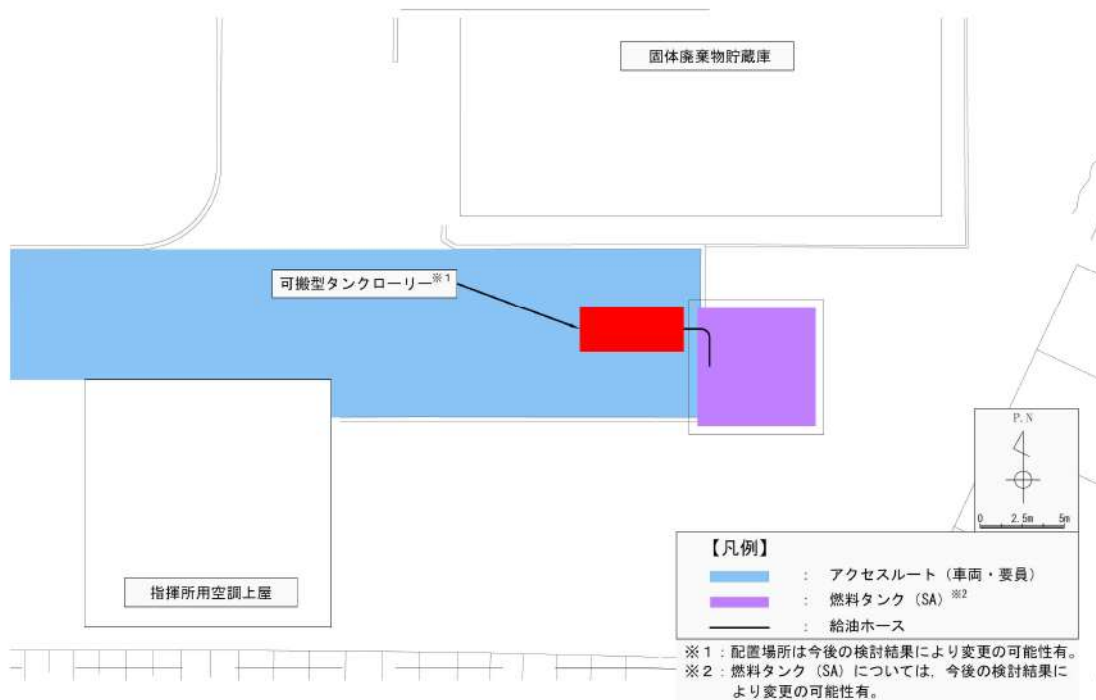 固体廃棄物貯蔵庫
可搬型タンクローリー※1
P.N
0 2.5m 5m
指揮所用空調上屋
【凡例】
： アクセスルート（車両・要員）
： 燃料タンク（SA）※2
： 給油ホース
※1：配置場所は今後の検討結果により変更の可能性有。
※2：燃料タンク（SA）については，今後の検討結果に
より変更の可能性有。